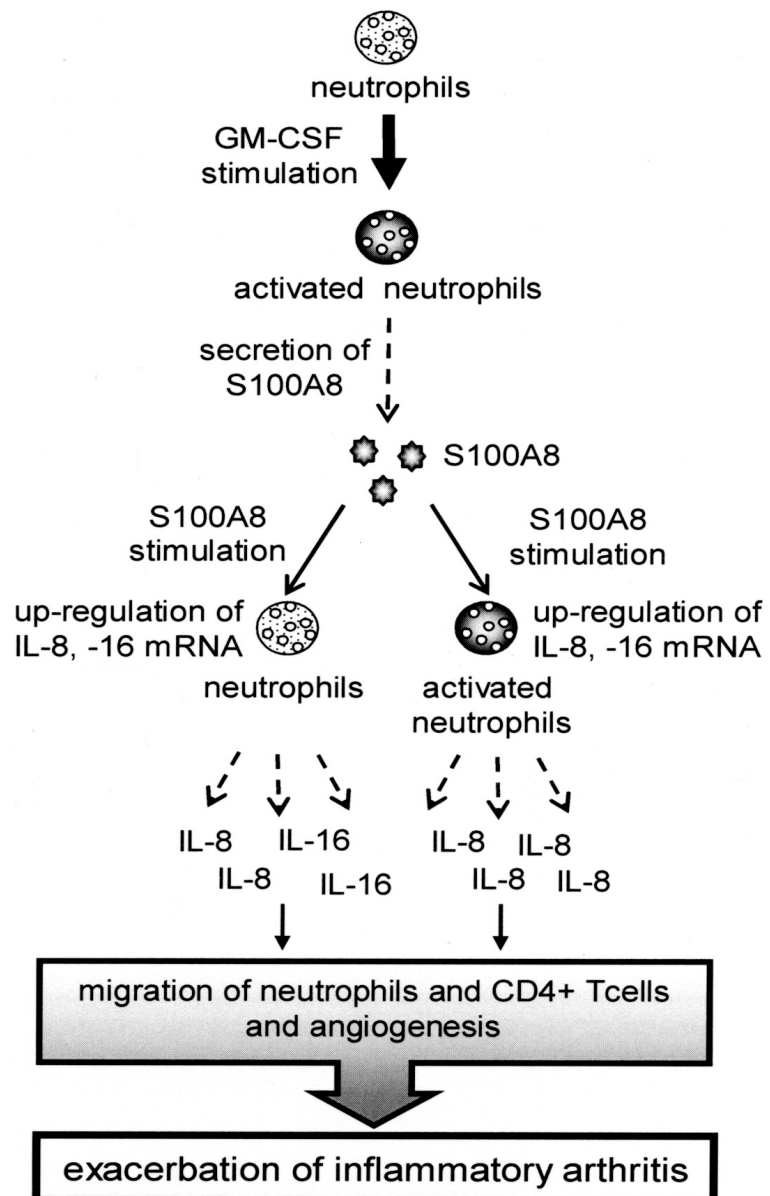 neutrophils
GM-CSF
stimulation
activated neutrophils
secretion of
S100A8
S100A8
S100A8
stimulation
S100A8
stimulation
up-regulation of
IL-8, -16 mRNA
neutrophils
up-regulation of
IL-8, -16 mRNA
activated
neutrophils
IL-8 IL-16
IL-8 IL-16
IL-8 IL-8
IL-8 IL-8
migration of neutrophils and CD4+ Tcells
and angiogenesis
exacerbation of inflammatory arthritis